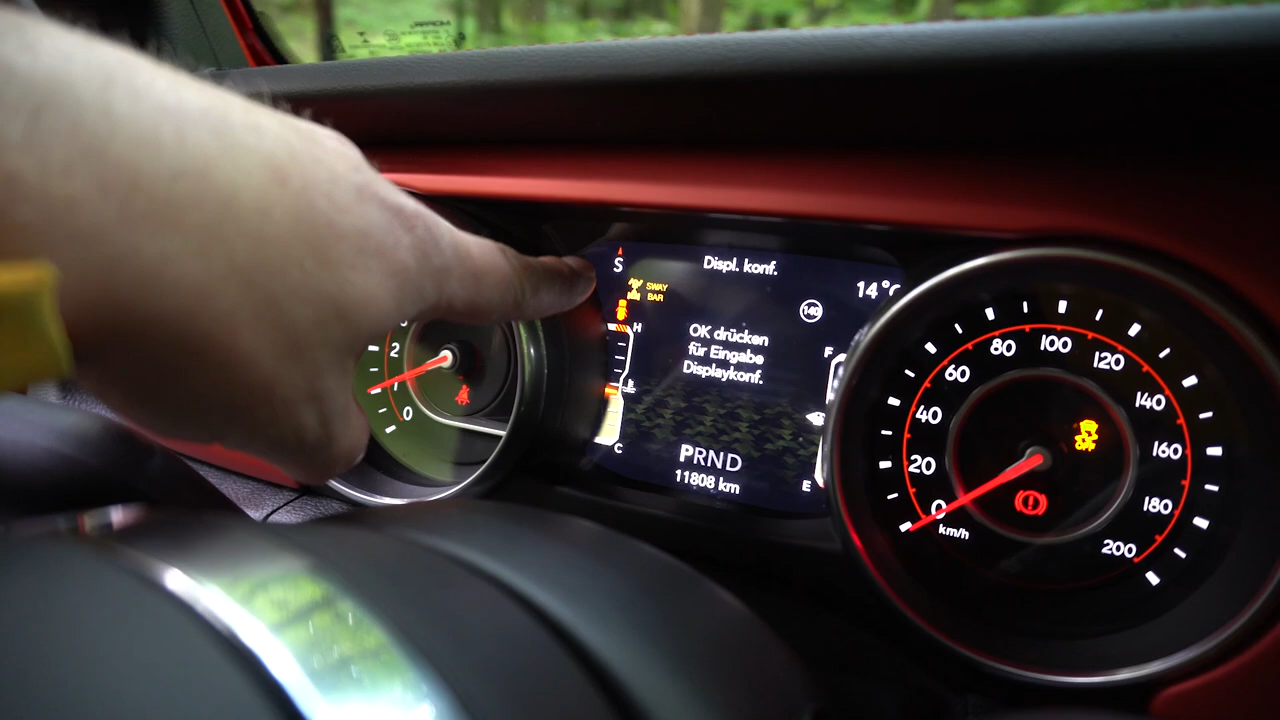 S
Displ. konf.
14°C
SWAY
BAR
140
OK drücken
für Eingabe
Displaykonf.
H
C
F
E
PRND
11808 km
2
0
0
20
40
60
80
100
120
140
160
180
200
km/h
OFF